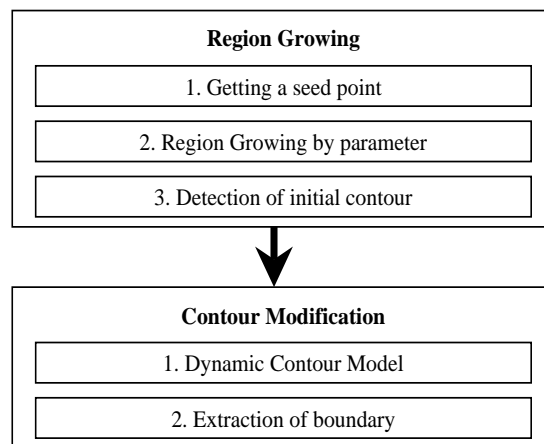 Region Growing
1. Getting a seed point
2. Region Growing by parameter
3. Detection of initial contour
Contour Modification
1. Dynamic Contour Model
2. Extraction of boundary